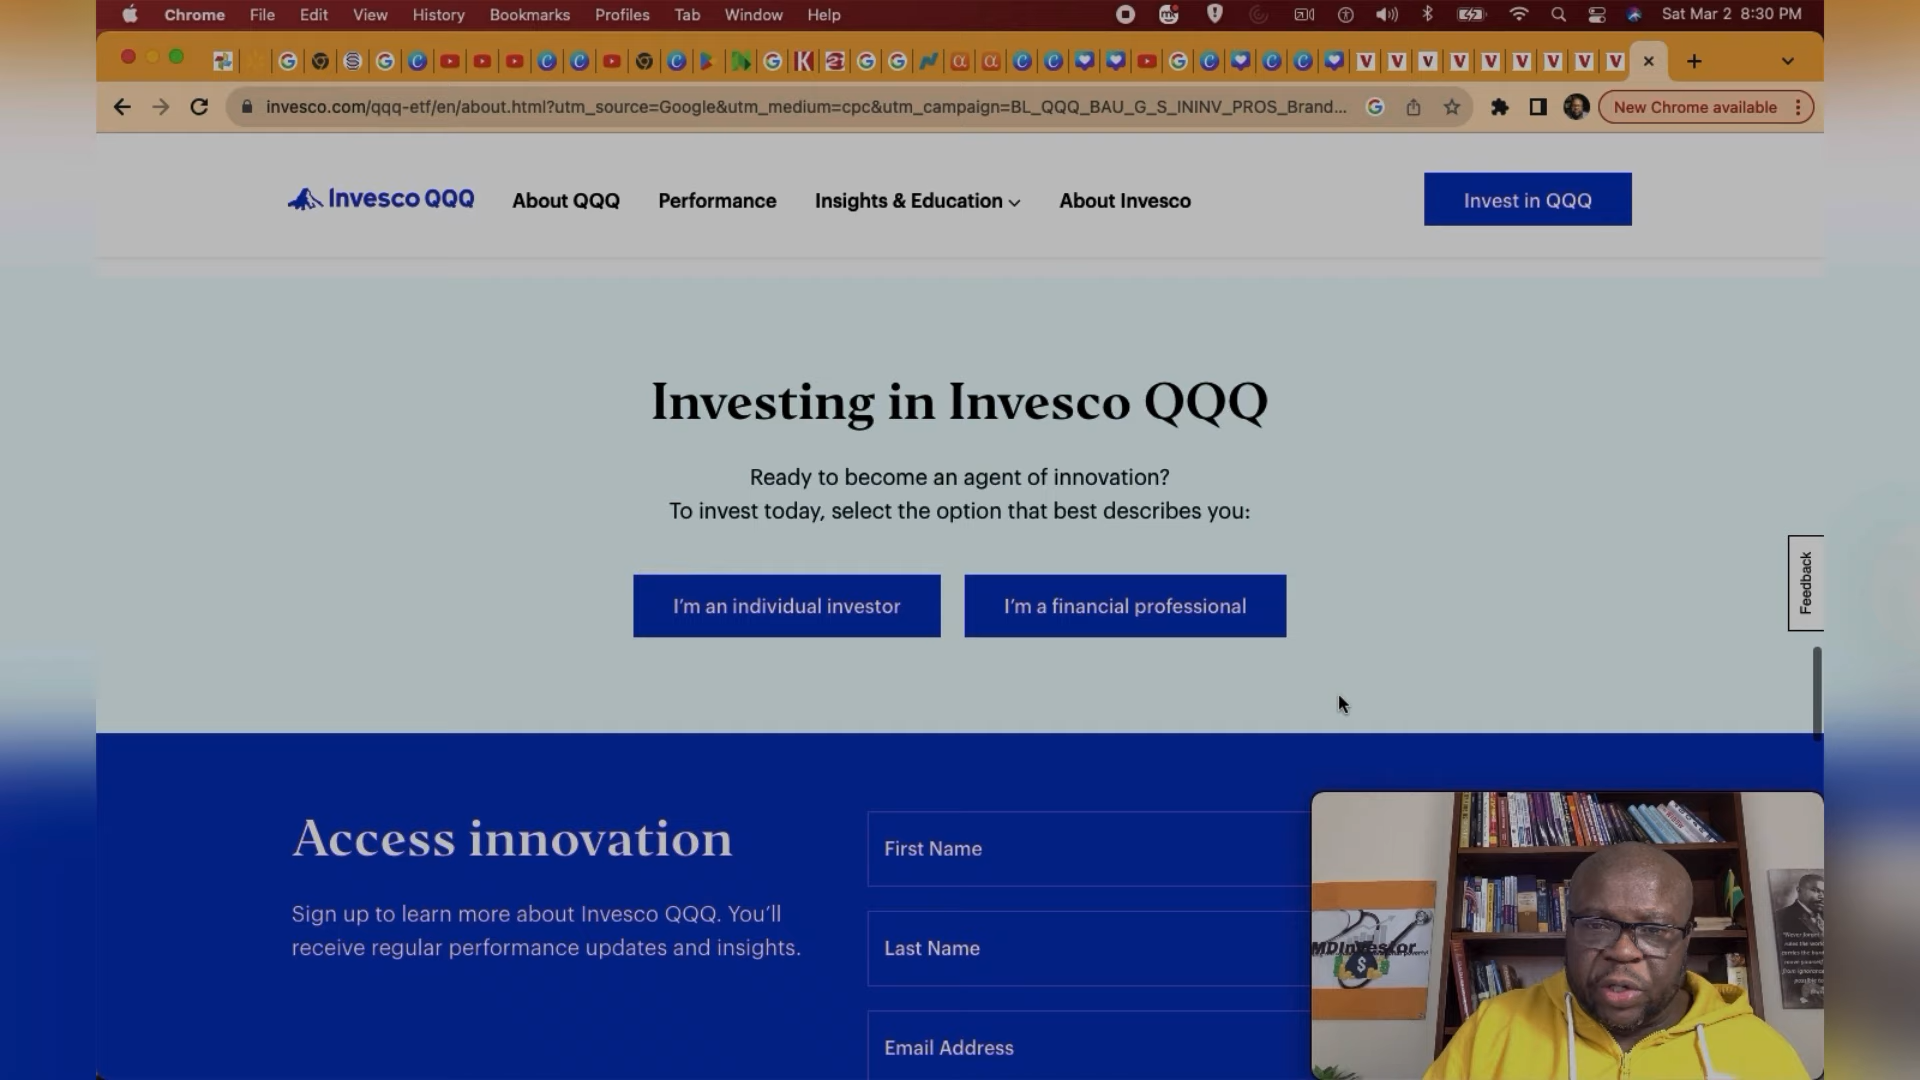 Chrome File Edit View History Bookmarks Profiles Tab Window Help Sat Mar 2 8:30 PM
invesco.com/qqq-etf/en/about.html?utm_source=Google&utm_medium=cpc&utm_campaign=BL_QQQ_BAU_G_S_ININV_PROS_Brand...
New Chrome available
Invesco QQQ
About QQQ
Performance
Insights & Education
About Invesco
Invest in QQQ
Investing in Invesco QQQ
Ready to become an agent of innovation?
To invest today, select the option that best describes you:
I'm an individual investor
I'm a financial professional
Feedback
Access innovation
Sign up to learn more about Invesco QQQ. You'll
receive regular performance updates and insights.
First Name
Last Name
Email Address
MDInvestor
"Never forget